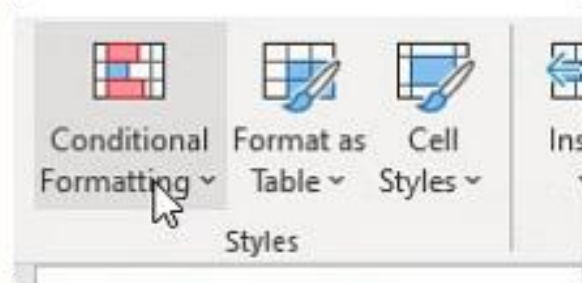 Conditional Formatting
Format as Table
Cell Styles
Styles